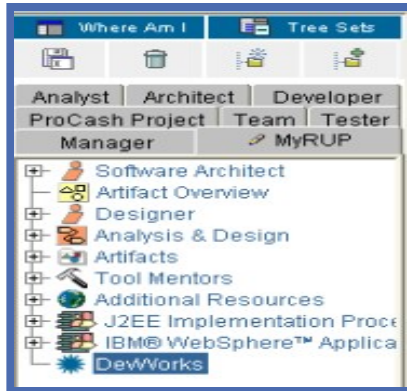 Where Am I Tree Sets
Analyst Architect Developer
ProCash Project Team Tester
Manager MyRUP
Software Architect
Artifact Overview
Designer
Analysis & Design
Artifacts
Tool Mentors
Additional Resources
J2EE Implementation Proce
IBM® WebSphere™ Applica
DevWorks